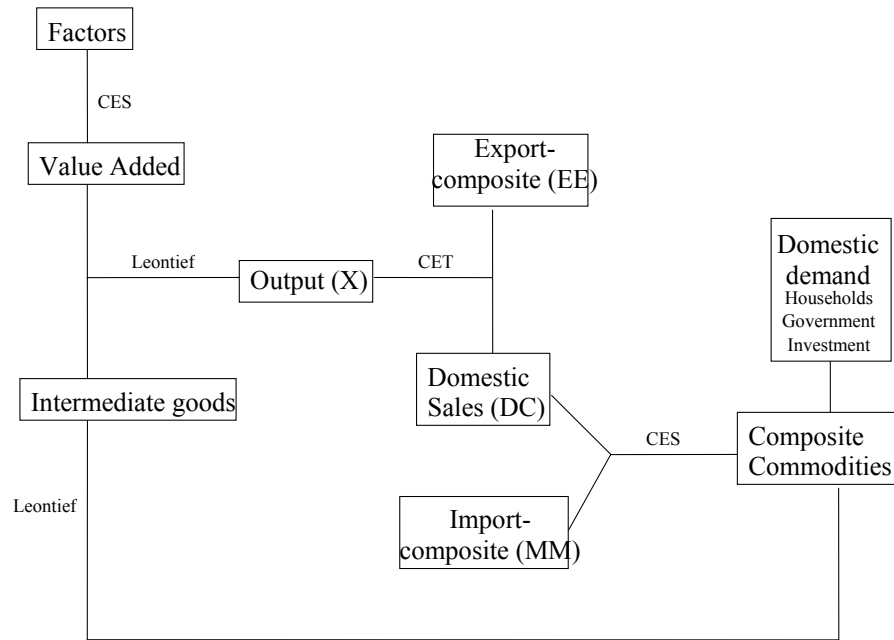 Factors
CES
Value Added
Export-
composite (EE)
Domestic
demand
Households
Government
Investment
Leontief
Output (X)
CET
Domestic
Sales (DC)
Intermediate goods
CES
Composite
Commodities
Leontief
Import-
composite (MM)